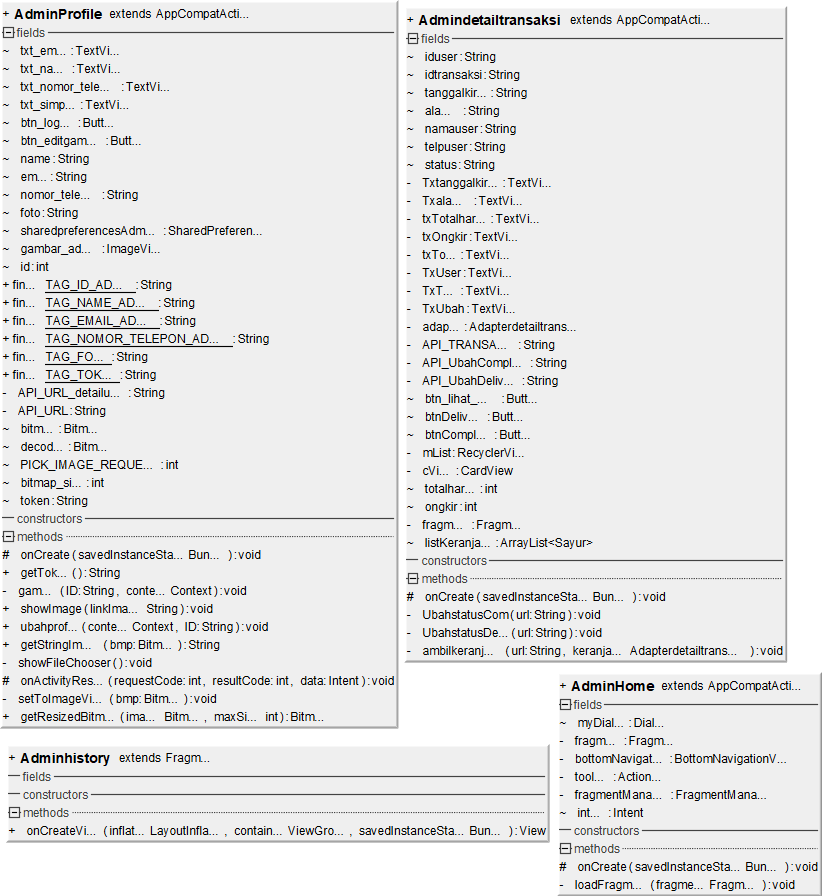 + AdminProfile extends AppCompatActi...
fields
~ txt_em... : TextVi...
~ txt_na... : TextVi...
~ txt_nomor_tele... : TextVi...
~ txt_simp... : TextVi...
~ btn_log... : Butt...
~ btn_editgam... : Butt...
~ name : String
~ em... : String
~ nomor_tele... : String
~ foto : String
~ sharedpreferencesAdm... : SharedPreferen...
~ gambar_ad... : ImageVi...
~ id : int
+ fin... TAG_ID_AD... : String
+ fin... TAG_NAME_AD... : String
+ fin... TAG_EMAIL_AD... : String
+ fin... TAG_NOMOR_TELEPON_AD... : String
+ fin... TAG_FO... : String
+ fin... TAG_TOK... : String
- API_URL_detailu... : String
- API_URL : String
~ bitm... : Bitm...
~ decod... : Bitm...
~ PICK_IMAGE_REQUE... : int
~ bitmap_si... : int
~ token : String
constructors
methods
# onCreate (savedInstanceSta... Bun... ) : void
+ getTok... () : String
- gam... (ID : String, conte... Context) : void
+ showImage (linkIma... String) : void
+ ubahprof... (conte... Context, ID : String) : void
+ getStringIm... (bmp : Bitm... ) : String
- showFileChooser () : void
# onActivityRes... (requestCode : int, resultCode : int, data : Intent) : void
- setToImageVi... (bmp : Bitm... ) : void
+ getResizedBitm... (ima... Bitm... , maxSi... int) : Bitm...
+ Admindetailtransaksi extends AppCompatActi...
fields
~ iduser : String
~ idtransaksi : String
~ tanggalkir... : String
~ ala... : String
~ namauser : String
~ telpuser : String
~ status : String
- Txtanggalkir... : TextVi...
- Txala... : TextVi...
- txTotalhar... : TextVi...
- txOngkir : TextVi...
- txTo... : TextVi...
- TxUser : TextVi...
- TxT... : TextVi...
- TxUbah : TextVi...
- adap... : Adapterdetailtrans...
- API_TRANSA... : String
- API_UbahCompl... : String
- API_UbahDeliv... : String
~ btn_lihat_... : Butt...
~ btnDeliv... : Butt...
~ btnCompl... : Butt...
- mList : RecyclerVi...
- cVi... : CardView
~ totalhar... : int
~ ongkir : int
- fragm... : Fragm...
~ listKeranja... : ArrayList<Sayur>
constructors
methods
# onCreate (savedInstanceSta... Bun... ) : void
- UbahstatusCom (url : String) : void
- UbahstatusDe... (url : String) : void
- ambilkeranj... (url : String, keranja... Adapterdetailtrans... ) : void
+ Adminhistory extends Fragm...
fields
constructors
methods
+ onCreateVi... (inflat... LayoutInfla... , contain... ViewGro... , savedInstanceSta... Bun... ) : View
+ AdminHome extends AppCompatActi...
fields
~ myDial... : Dial...
- fragm... : Fragm...
- bottomNavigat... : BottomNavigationV...
- tool... : Action...
- fragmentMana... : FragmentMana...
~ int... : Intent
constructors
methods
# onCreate (savedInstanceSta... Bun... ) : void
- loadFragm... (fragme... Fragm... ) : void